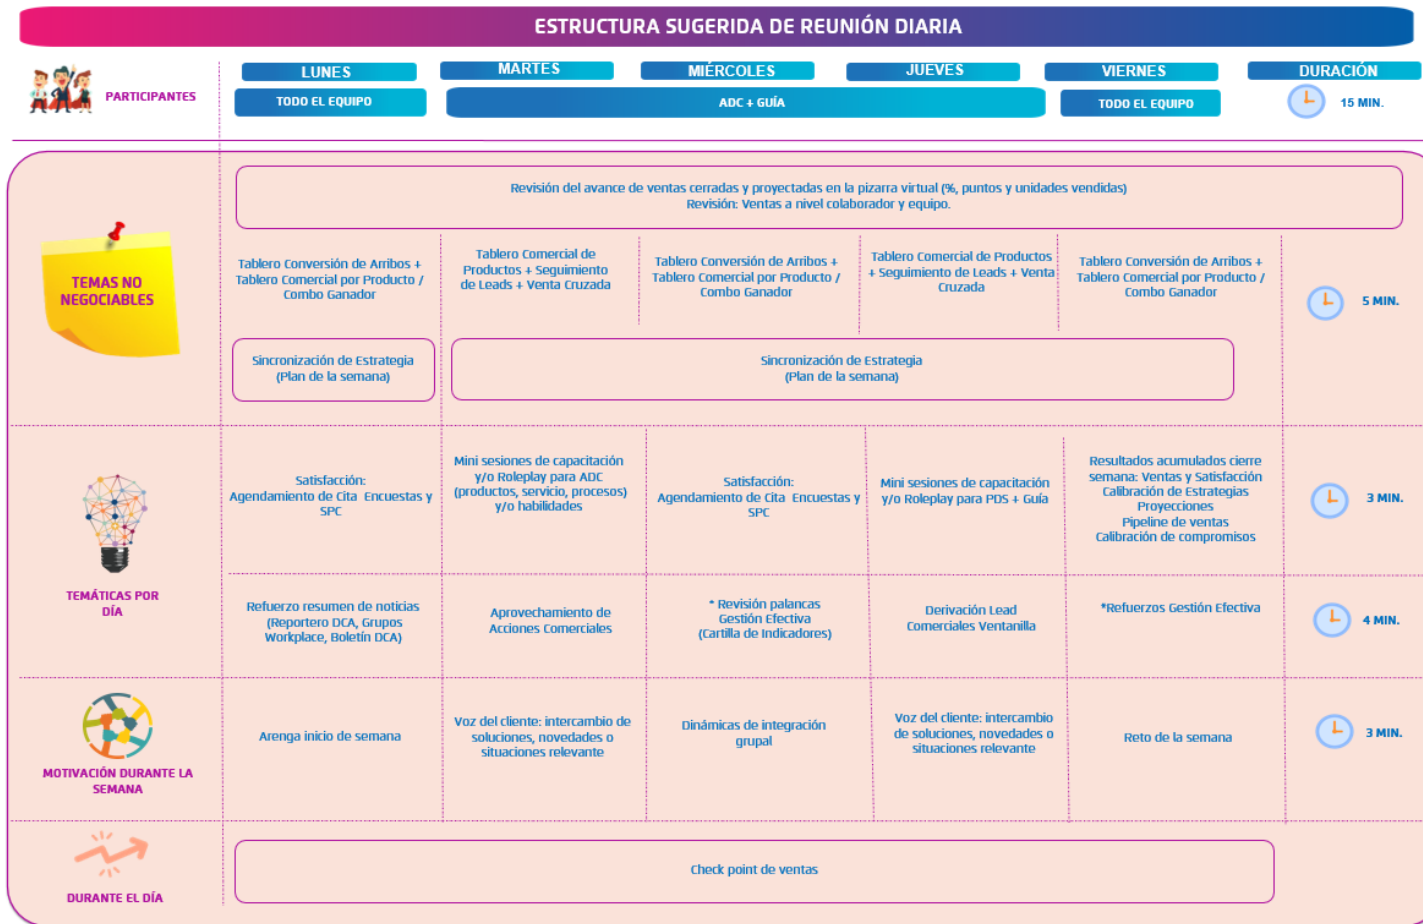 ESTRUCTURA SUGERIDA DE REUNIÓN DIARIA
PARTICIPANTES
LUNES
MARTES
MIÉRCOLES
JUEVES
VIERNES
DURACIÓN
TODO EL EQUIPO
ADC + GUÍA
TODO EL EQUIPO
15 MIN.
TEMAS NO
NEGOCIABLES
Revisión del avance de ventas cerradas y proyectadas en la pizarra virtual (%, puntos y unidades vendidas)
Revisión: Ventas a nivel colaborador y equipo.
Tablero Conversión de Arribos +
Tablero Comercial por Producto /
Combo Ganador
Tablero Comercial de
Productos + Seguimiento
de Leads + Venta Cruzada
Tablero Conversión de Arribos +
Tablero Comercial por Producto /
Combo Ganador
Tablero Comercial de Productos
+ Seguimiento de Leads + Venta
Cruzada
Tablero Conversión de Arribos +
Tablero Comercial por Producto /
Combo Ganador
5 MIN.
Sincronización de Estrategia
(Plan de la semana)
Sincronización de Estrategia
(Plan de la semana)
TEMÁTICAS POR
DÍA
Satisfacción:
Agendamiento de Cita Encuestas y
SPC
Mini sesiones de capacitación
y/o Roleplay para ADC
(productos, servicio, procesos)
y/o habilidades
Satisfacción:
Agendamiento de Cita Encuestas y
SPC
Mini sesiones de capacitación
y/o Roleplay para PDS + Guía
Resultados acumulados cierre
semana: Ventas y Satisfacción
Calibración de Estrategias
Proyecciones
Pipeline de ventas
Calibración de compromisos
3 MIN.
Refuerzo resumen de noticias
(Reportero DCA, Grupos
Workplace, Boletín DCA)
Aprovechamiento de
Acciones Comerciales
* Revisión palancas
Gestión Efectiva
(Cartilla de Indicadores)
Derivación Lead
Comerciales Ventanilla
*Refuerzos Gestión Efectiva
4 MIN.
MOTIVACIÓN DURANTE LA
SEMANA
Arenga inicio de semana
Voz del cliente: intercambio de
soluciones, novedades o
situaciones relevante
Dinámicas de integración
grupal
Voz del cliente: intercambio
de soluciones, novedades o
situaciones relevante
Reto de la semana
3 MIN.
DURANTE EL DÍA
Check point de ventas